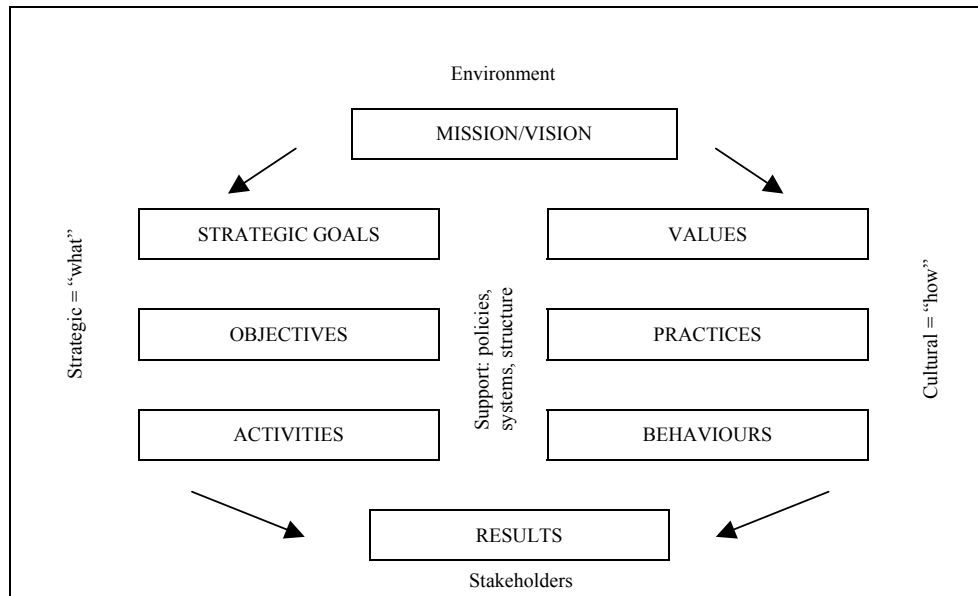 Environment
MISSION/VISION
STRATEGIC GOALS
VALUES
Strategic = “what”
OBJECTIVES
Support: policies,
systems, structure
PRACTICES
Cultural = “how”
ACTIVITIES
BEHAVIOURS
RESULTS
Stakeholders